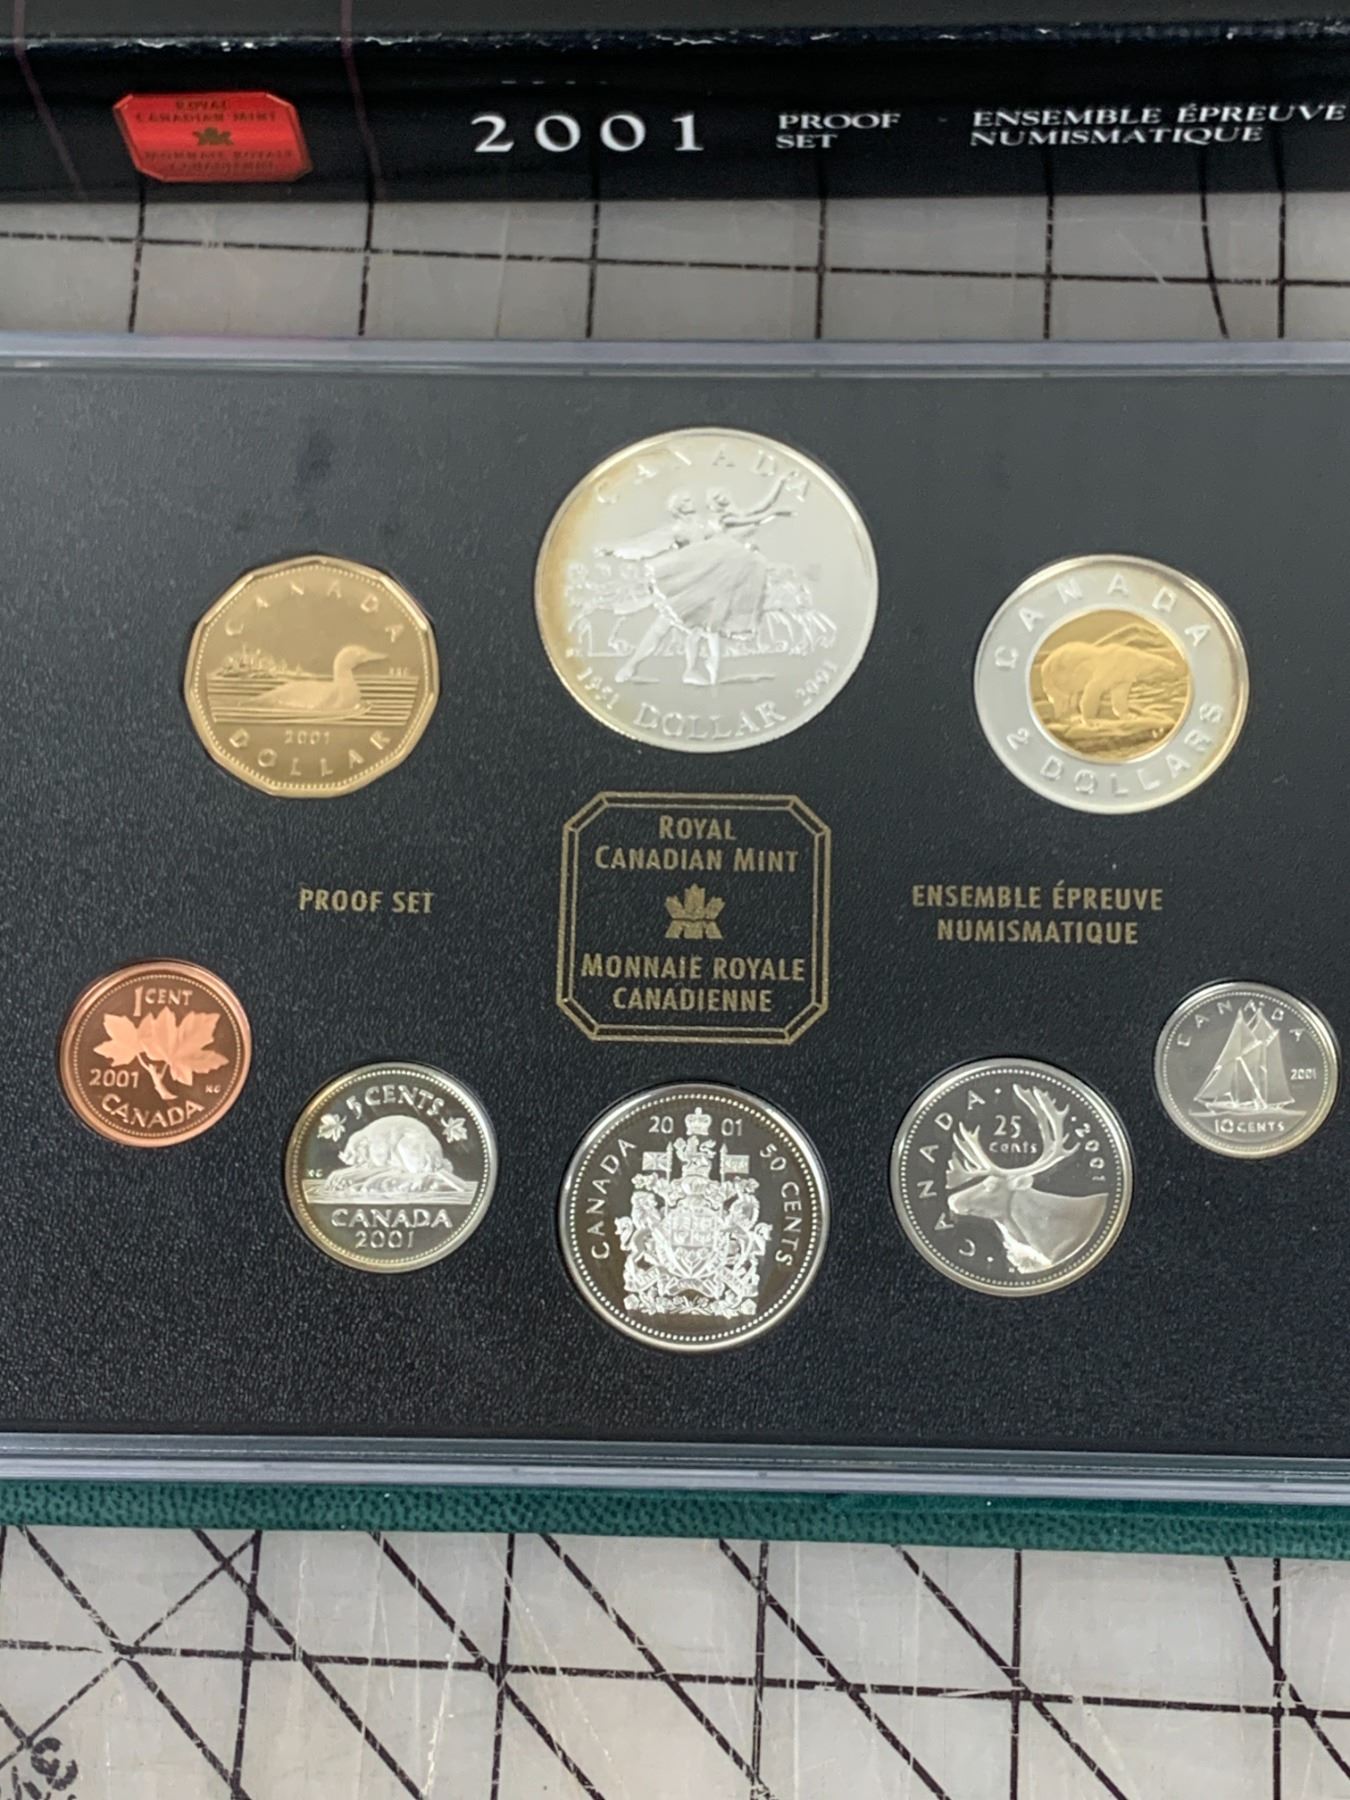 ROYAL
CANADIAN MINT
MONNAIE ROYALE
CANADIENNE
2001
PROOF
SET
ENSEMBLE ÉPREUVE
NUMISMATIQUE
CANADA
2001
DOLLAR
CANADA
1951 2001
DOLLAR
CANADA
2 DOLLARS
ROYAL
CANADIAN MINT
MONNAIE ROYALE
CANADIENNE
PROOF SET
ENSEMBLE ÉPREUVE
NUMISMATIQUE
1 CENT
2001
KG
CANADA
5 CENTS
KG
CANADA
2001
20 01
CANADA
50 CENTS
CANADA
25
cents
2001
CANADA
2001
10 CENTS